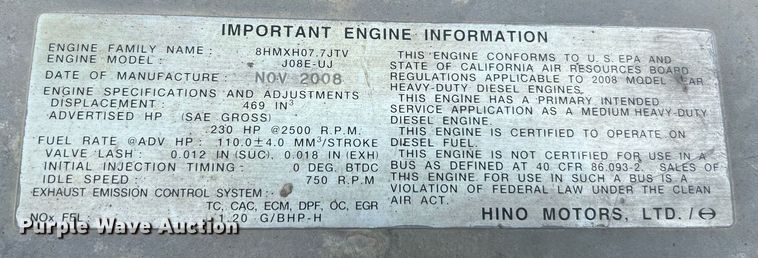 IMPORTANT ENGINE INFORMATION
ENGINE FAMILY NAME : 8HMXH07.7JTV
ENGINE MODEL : J08E-UJ
DATE OF MANUFACTURE : NOV 2008
ENGINE SPECIFICATIONS AND ADJUSTMENTS
DISPLACEMENT : 469 IN³
ADVERTISED HP (SAE GROSS)
: 230 HP @2500 R.P.M.
FUEL RATE @ADV HP : 110.0±4.0 MM³/STROKE
VALVE LASH : 0.012 IN (SUC), 0.018 IN (EXH)
INITIAL INJECTION TIMING : 0 DEG. BTDC
IDLE SPEED : 750 R.P.M
EXHAUST EMISSION CONTROL SYSTEM :
TC, CAC, ECM, DPF, OC, EGR
NOx FEL : 1.20 G/BHP-H
THIS ENGINE CONFORMS TO U.S. EPA AND
STATE OF CALIFORNIA AIR RESOURCES BOARD
REGULATIONS APPLICABLE TO 2008 MODEL YEAR
HEAVY-DUTY DIESEL ENGINES.
THIS ENGINE HAS A PRIMARY INTENDED
SERVICE APPLICATION AS A MEDIUM HEAVY-DUTY
DIESEL ENGINE.
THIS ENGINE IS CERTIFIED TO OPERATE ON
DIESEL FUEL.
THIS ENGINE IS NOT CERTIFIED FOR USE IN A
BUS AS DEFINED AT 40 CFR 86.093-2. SALES OF
THIS ENGINE FOR USE IN SUCH A BUS IS A
VIOLATION OF FEDERAL LAW UNDER THE CLEAN
AIR ACT.
HINO MOTORS, LTD. /
Purple Wave Auction